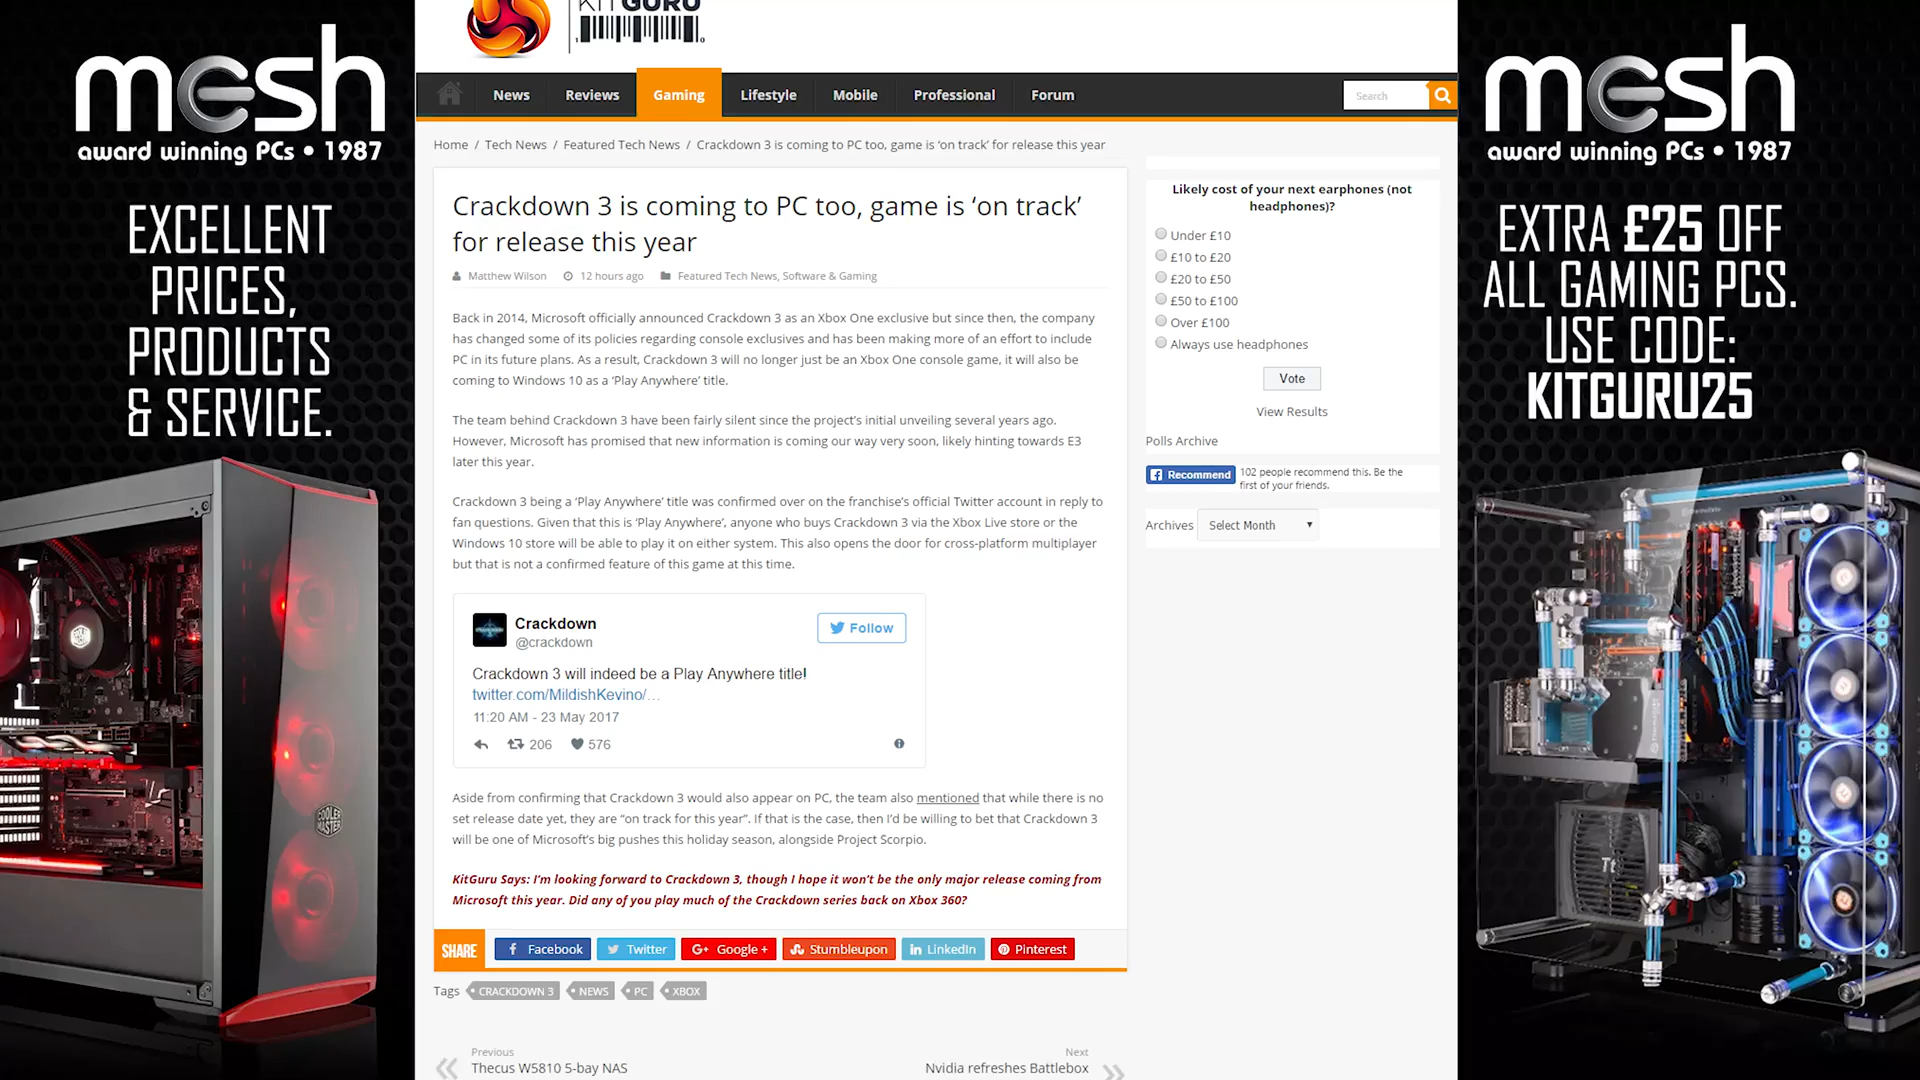 mesh
award winning PCs • 1987
EXCELLENT
PRICES,
PRODUCTS
& SERVICE.
COOLER
MASTER
KITGURU
News
Reviews
Gaming
Lifestyle
Mobile
Professional
Forum
Search
Home / Tech News / Featured Tech News / Crackdown 3 is coming to PC too, game is ‘on track’ for release this year
Crackdown 3 is coming to PC too, game is ‘on track’
for release this year
Matthew Wilson
12 hours ago
Featured Tech News, Software & Gaming
Back in 2014, Microsoft officially announced Crackdown 3 as an Xbox One exclusive but since then, the company
has changed some of its policies regarding console exclusives and has been making more of an effort to include
PC in its future plans. As a result, Crackdown 3 will no longer just be an Xbox One console game, it will also be
coming to Windows 10 as a ‘Play Anywhere’ title.
The team behind Crackdown 3 have been fairly silent since the project’s initial unveiling several years ago.
However, Microsoft has promised that new information is coming our way very soon, likely hinting towards E3
later this year.
Crackdown 3 being a ‘Play Anywhere’ title was confirmed over on the franchise’s official Twitter account in reply to
fan questions. Given that this is ‘Play Anywhere’, anyone who buys Crackdown 3 via the Xbox Live store or the
Windows 10 store will be able to play it on either system. This also opens the door for cross-platform multiplayer
but that is not a confirmed feature of this game at this time.
Crackdown
@crackdown
Follow
Crackdown 3 will indeed be a Play Anywhere title!
twitter.com/MildishKevino/…
11:20 AM - 23 May 2017
206
576
Aside from confirming that Crackdown 3 would also appear on PC, the team also mentioned that while there is no
set release date yet, they are “on track for this year”. If that is the case, then I’d be willing to bet that Crackdown 3
will be one of Microsoft’s big pushes this holiday season, alongside Project Scorpio.
KitGuru Says: I’m looking forward to Crackdown 3, though I hope it won’t be the only major release coming from
Microsoft this year. Did any of you play much of the Crackdown series back on Xbox 360?
SHARE
Facebook
Twitter
Google +
Stumbleupon
LinkedIn
Pinterest
Tags
CRACKDOWN 3
NEWS
PC
XBOX
Previous
Thecus W5810 5-bay NAS
Next
Nvidia refreshes Battlebox
Likely cost of your next earphones (not
headphones)?
Under £10
£10 to £20
£20 to £50
£50 to £100
Over £100
Always use headphones
Vote
View Results
Polls Archive
Recommend
102 people recommend this. Be the
first of your friends.
Archives
Select Month
mesh
award winning PCs • 1987
EXTRA £25 OFF
ALL GAMING PCS.
USE CODE:
KITGURU25
Tt